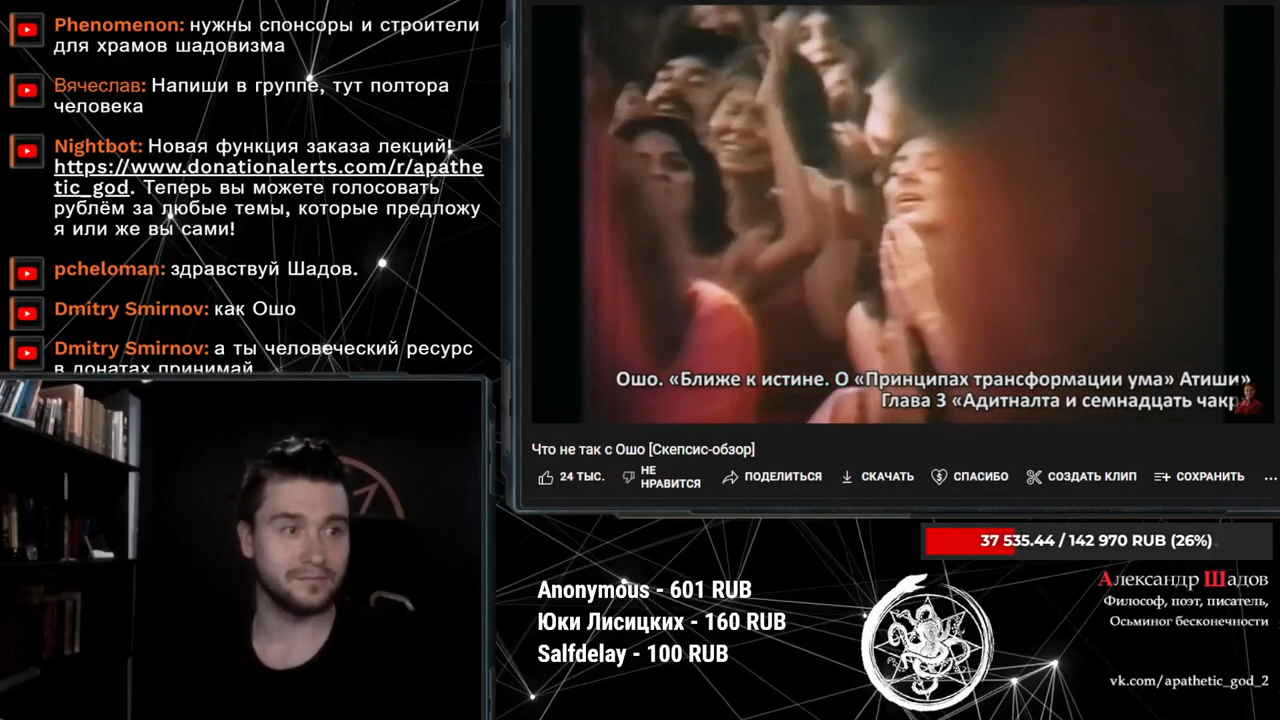 Phenomenon: нужны спонсоры и строители
для храмов шадовизма
Вячеслав: Напиши в группе, тут полтора
человека
Nightbot: Новая функция заказа лекций!
https://www.donationalerts.com/r/apathe
tic_god. Теперь вы можете голосовать
рублём за любые темы, которые предложу
я или же вы сами!
pcheloman: здравствуй Шадов.
Dmitry Smirnov: как Ошо
Dmitry Smirnov: а ты человеческий ресурс
в донатах принимай
Ошо. «Ближе к истине. О «Принципах трансформации ума» Атиши»
Глава 3 «Адитналта и семнадцать чакр
Что не так с Ошо [Скепсис-обзор]
24 ТЫС.
НЕ
НРАВИТСЯ
ПОДЕЛИТЬСЯ
СКАЧАТЬ
СПАСИБО
СОЗДАТЬ КЛИП
СОХРАНИТЬ
...
37 535.44 / 142 970 RUB (26%)
Anonymous - 601 RUB
Юки Лисицких - 160 RUB
Salfdelay - 100 RUB
Александр Шадов
Философ, поэт, писатель,
Осьминог бесконечности
vk.com/apathetic_god_2